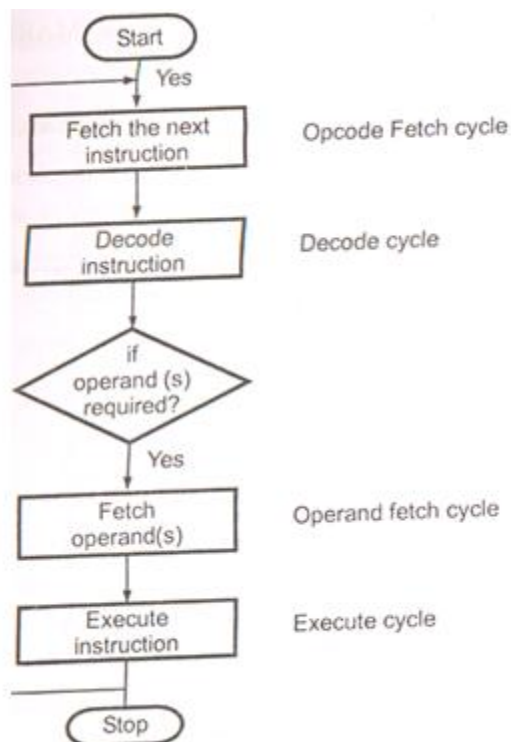 Start
Yes
Fetch the next
instruction
Opcode Fetch cycle
Decode
instruction
Decode cycle
if
operand (s)
required?
Yes
Fetch
operand(s)
Operand fetch cycle
Execute
instruction
Execute cycle
Stop